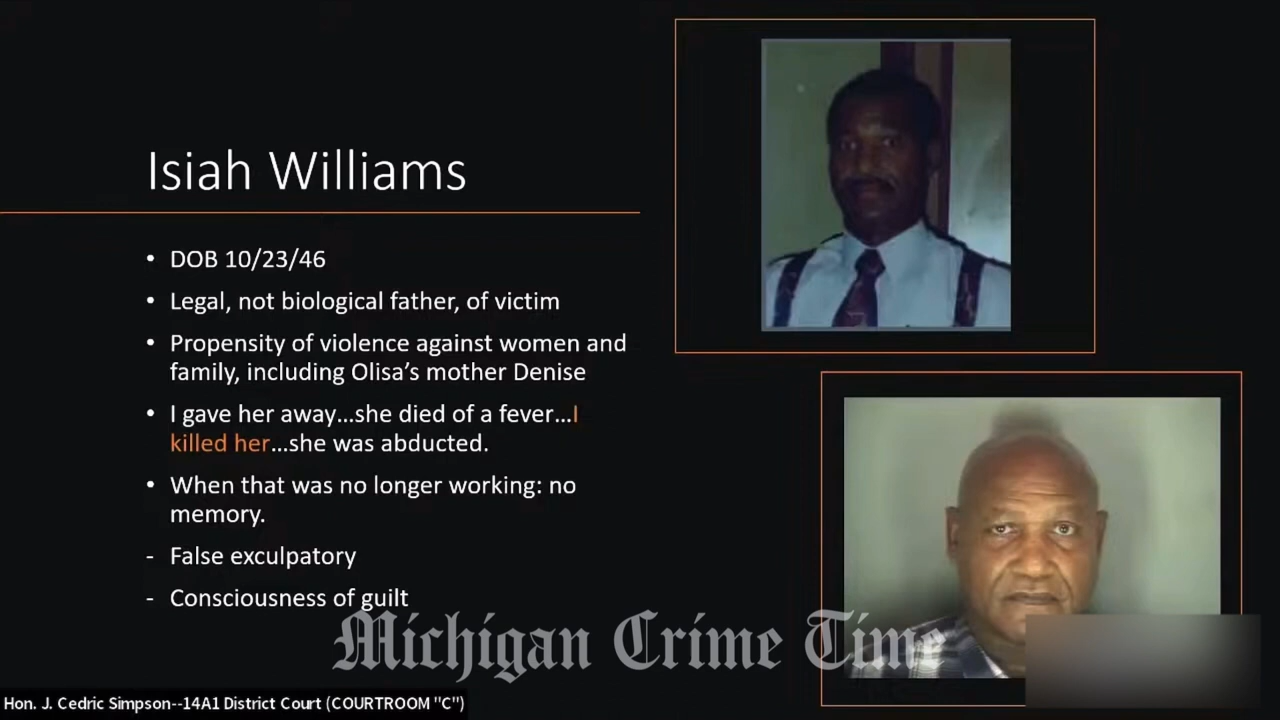 Isiah Williams
• DOB 10/23/46
• Legal, not biological father, of victim
• Propensity of violence against women and
family, including Olisa’s mother Denise
• I gave her away...she died of a fever...I
killed her...she was abducted.
• When that was no longer working: no
memory.
- False exculpatory
- Consciousness of guilt
Michigan Crime Time
Hon. J. Cedric Simpson--14A1 District Court (COURTROOM "C")